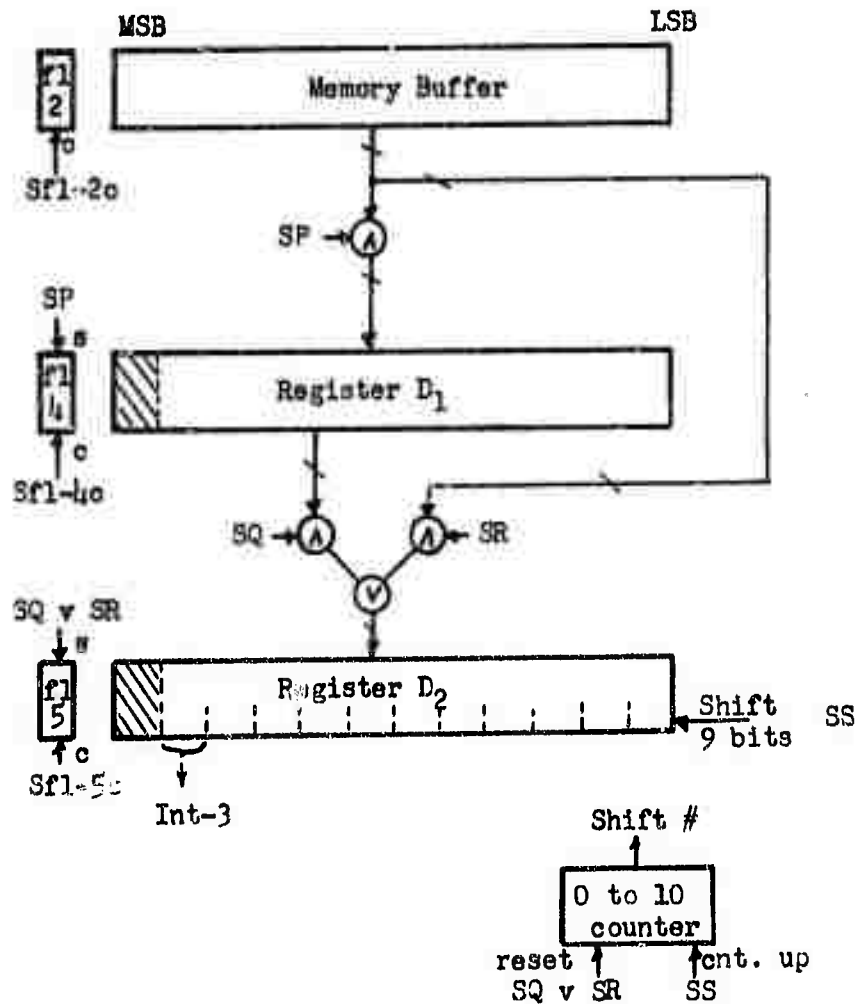 MSB
LSB
fl
2
Memory Buffer
c
Sfl-2c
SP
SP
s
fl
4
Register D1
c
Sfl-4c
SQ
SR
SQ v SR
s
fl
5
Register D2
Shift
9 bits
SS
c
Sfl-5c
Int-3
Shift #
0 to 10
counter
reset
cnt. up
SQ v SR
SS